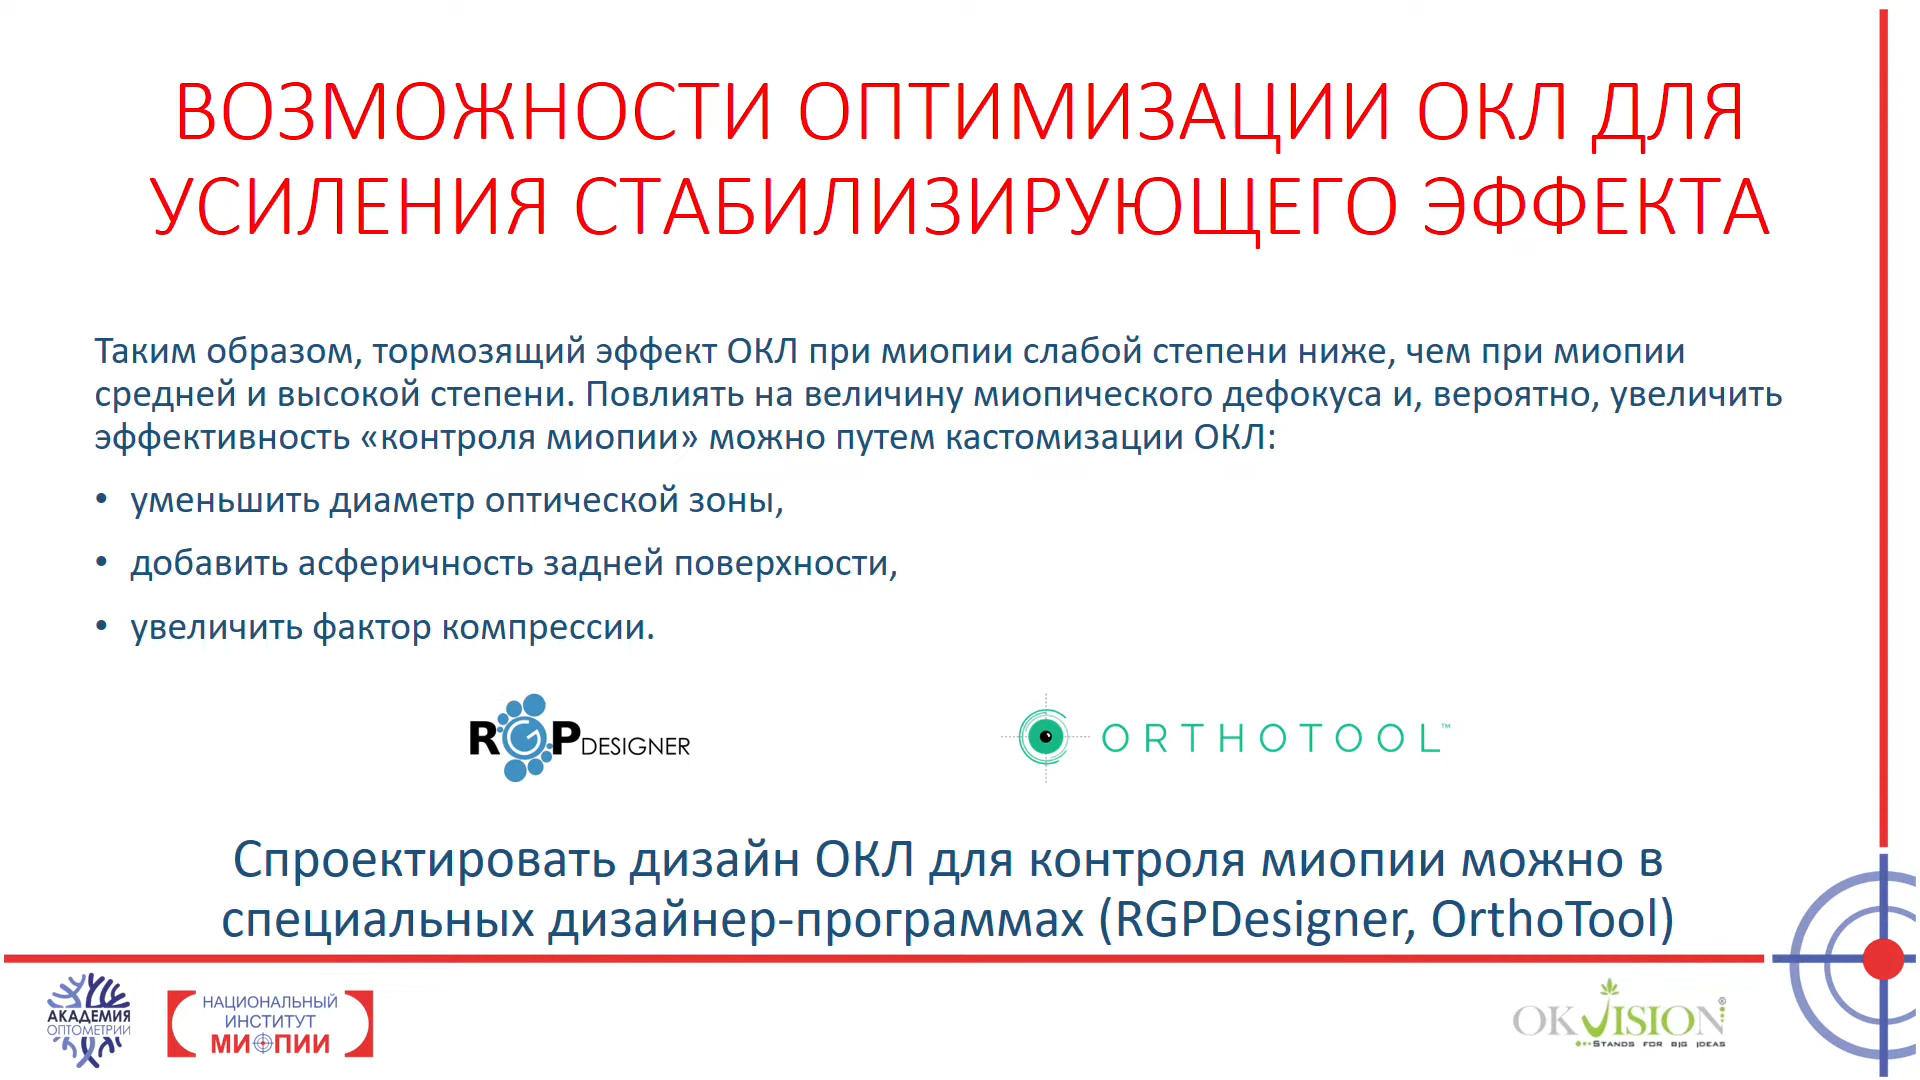 ВОЗМОЖНОСТИ ОПТИМИЗАЦИИ ОКЛ ДЛЯ
УСИЛЕНИЯ СТАБИЛИЗИРУЮЩЕГО ЭФФЕКТА
Таким образом, тормозящий эффект ОКЛ при миопии слабой степени ниже, чем при миопии
средней и высокой степени. Повлиять на величину миопического дефокуса и, вероятно, увеличить
эффективность «контроля миопии» можно путем кастомизации ОКЛ:
• уменьшить диаметр оптической зоны,
• добавить асферичность задней поверхности,
• увеличить фактор компрессии.
RGPDESIGNER
ORTHOTOOL™
Спроектировать дизайн ОКЛ для контроля миопии можно в
специальных дизайнер-программах (RGPDesigner, OrthoTool)
АКАДЕМИЯ
ОПТОМЕТРИИ
НАЦИОНАЛЬНЫЙ
ИНСТИТУТ
МИОПИИ
OKVISION®
STANDS FOR BIG IDEAS